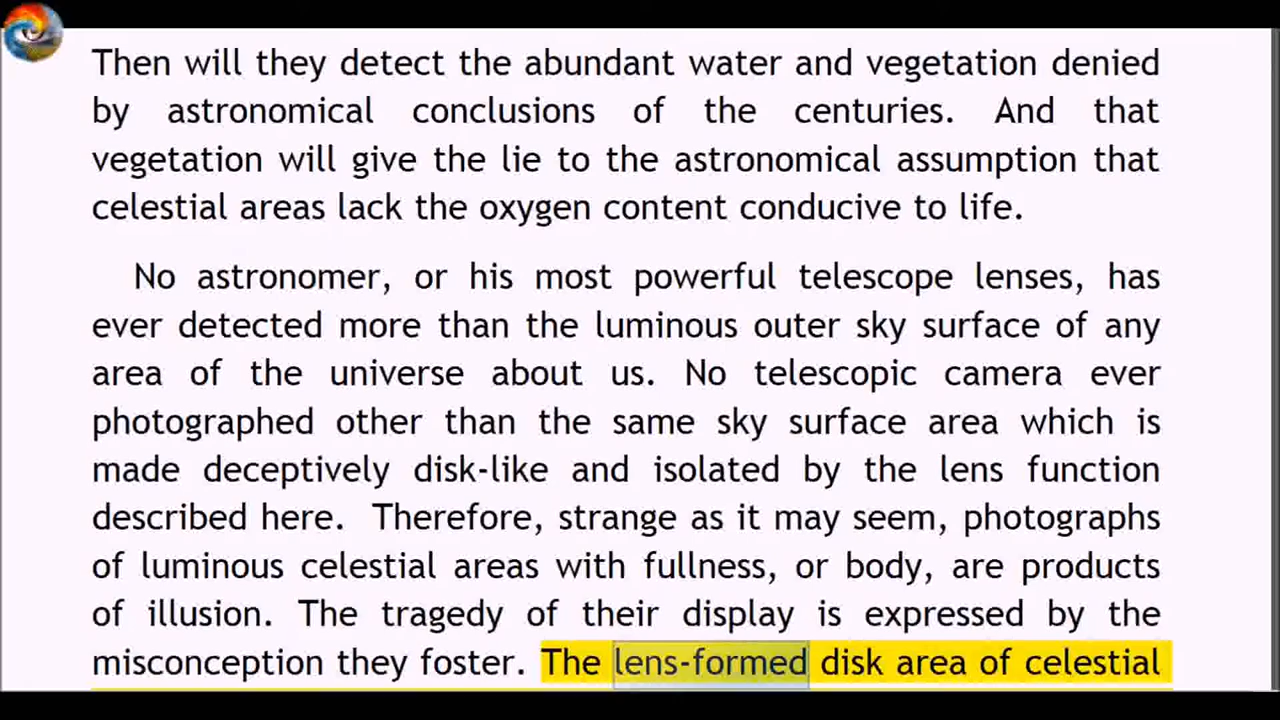 Then will they detect the abundant water and vegetation denied
by astronomical conclusions of the centuries. And that
vegetation will give the lie to the astronomical assumption that
celestial areas lack the oxygen content conducive to life.
No astronomer, or his most powerful telescope lenses, has
ever detected more than the luminous outer sky surface of any
area of the universe about us. No telescopic camera ever
photographed other than the same sky surface area which is
made deceptively disk-like and isolated by the lens function
described here. Therefore, strange as it may seem, photographs
of luminous celestial areas with fullness, or body, are products
of illusion. The tragedy of their display is expressed by the
misconception they foster. The lens-formed disk area of celestial